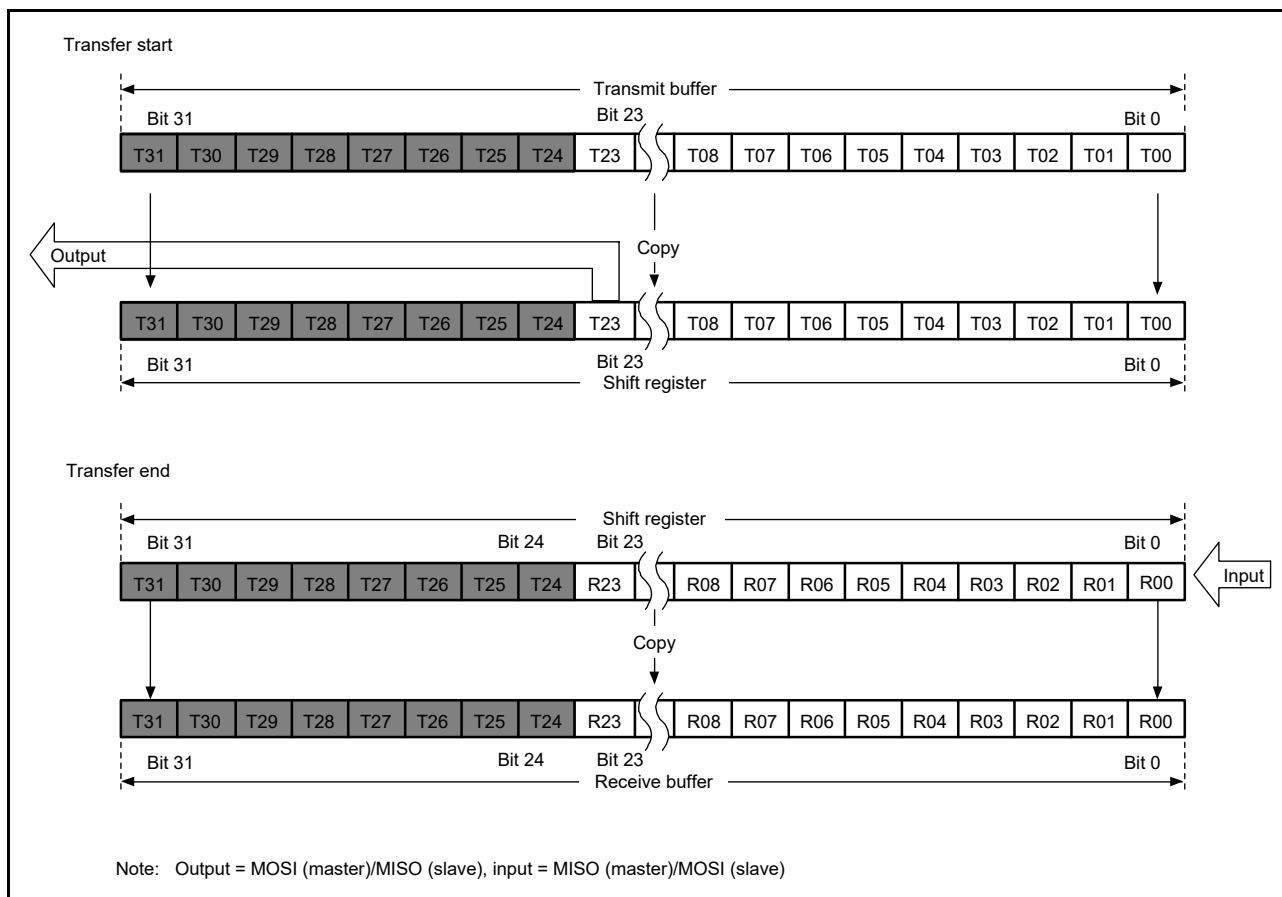 Transfer start
Transmit buffer
Bit 31 Bit 23 Bit 0
T31 T30 T29 T28 T27 T26 T25 T24 T23 T08 T07 T06 T05 T04 T03 T02 T01 T00
Output Copy
T31 T30 T29 T28 T27 T26 T25 T24 T23 T08 T07 T06 T05 T04 T03 T02 T01 T00
Bit 31 Bit 23 Bit 0
Shift register
Transfer end
Shift register
Bit 31 Bit 24 Bit 23 Bit 0
T31 T30 T29 T28 T27 T26 T25 T24 R23 R08 R07 R06 R05 R04 R03 R02 R01 R00 Input
Copy
T31 T30 T29 T28 T27 T26 T25 T24 R23 R08 R07 R06 R05 R04 R03 R02 R01 R00
Bit 31 Bit 24 Bit 23 Bit 0
Receive buffer
Note: Output = MOSI (master)/MISO (slave), input = MISO (master)/MOSI (slave)